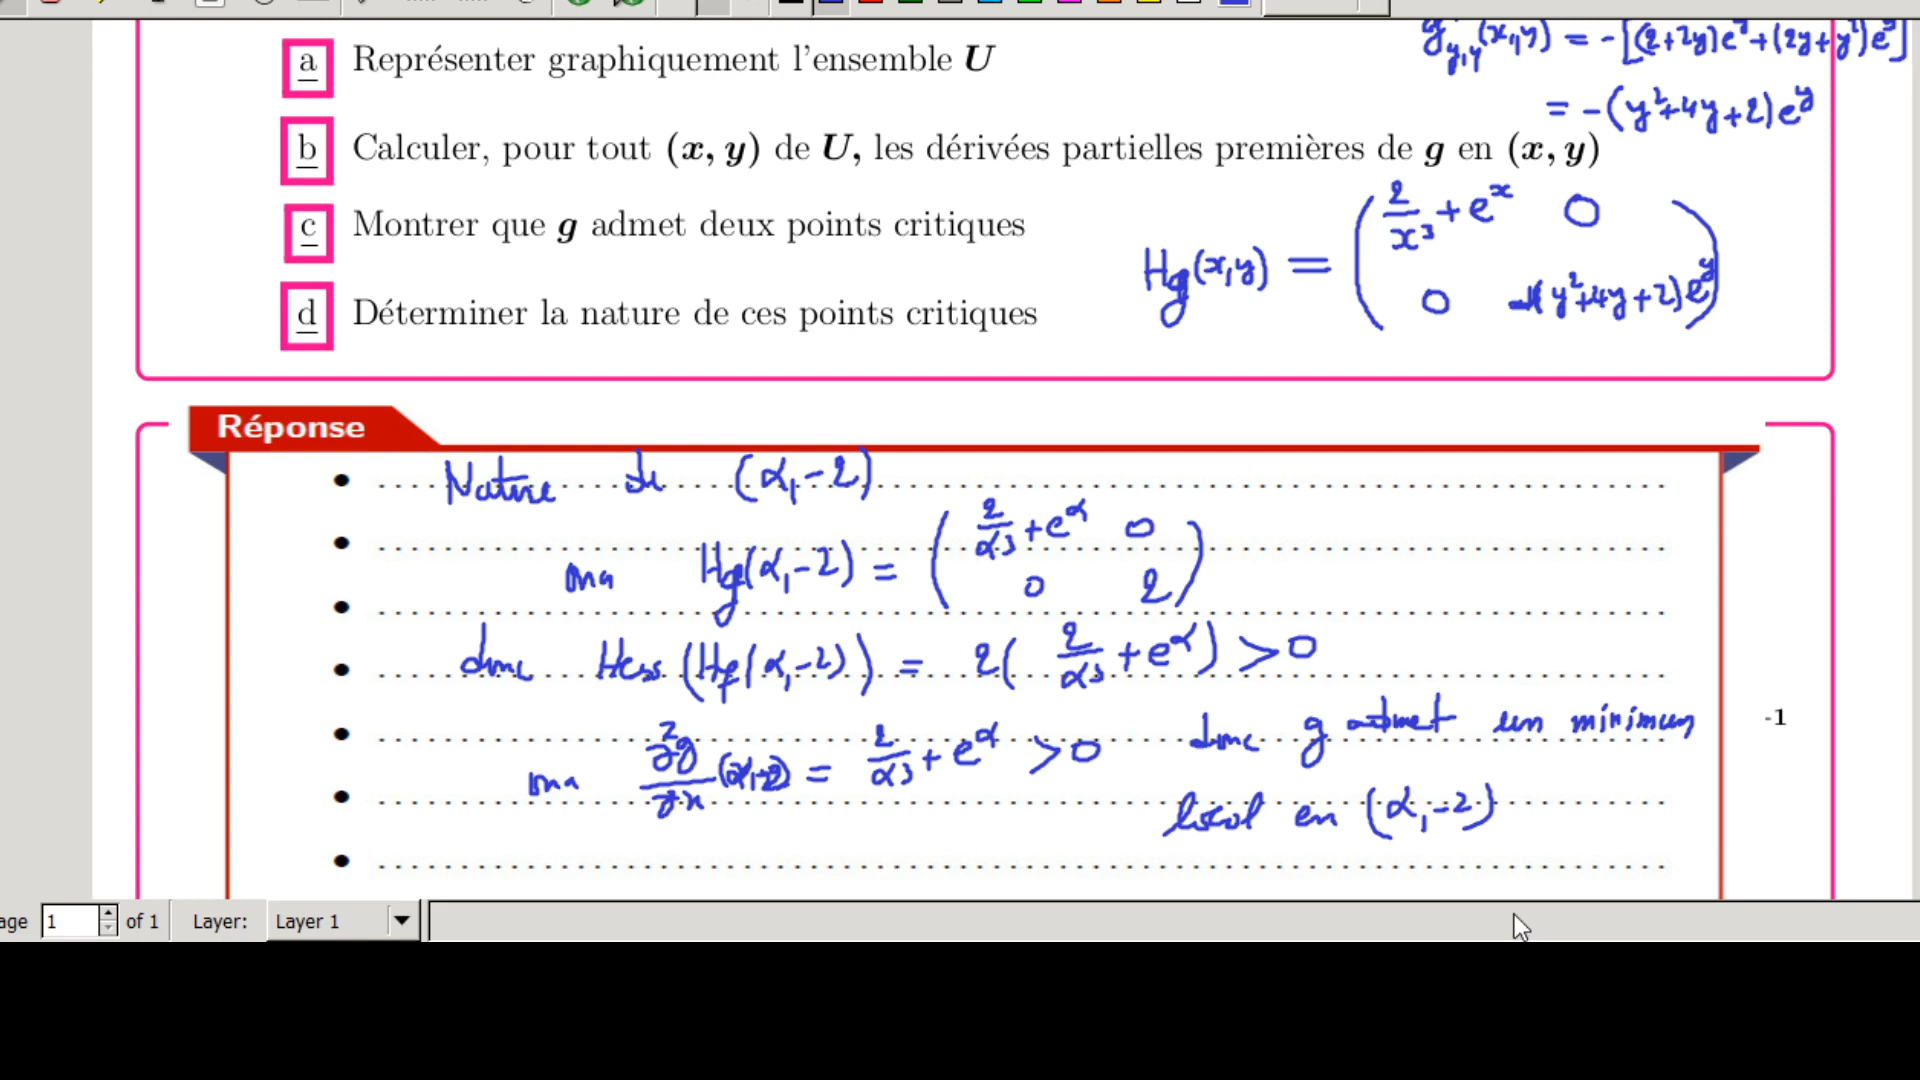 g''y,y(x,y) = -[(2+2y)e^y+(2y+y²)e^y]
a Représenter graphiquement l'ensemble U
= -(y²+4y+2)e^y
b Calculer, pour tout (x, y) de U, les dérivées partielles premières de g en (x, y)
c Montrer que g admet deux points critiques
Hg(x,y) = ( 2/x³ + e^x 0
0 -(y²+4y+2)e^y )
d Déterminer la nature de ces points critiques
Réponse
Nature de (α,-2)
ona Hg(α,-2) = ( 2/α³ + e^α 0
0 2 )
donc Hess (Hf(α,-2)) = 2( 2/α³ + e^α ) > 0
ona ∂²g/∂x (α,-2) = 2/α³ + e^α > 0 donc g admet un minimum
-1
local en (α,-2)
age 1 of 1 Layer: Layer 1